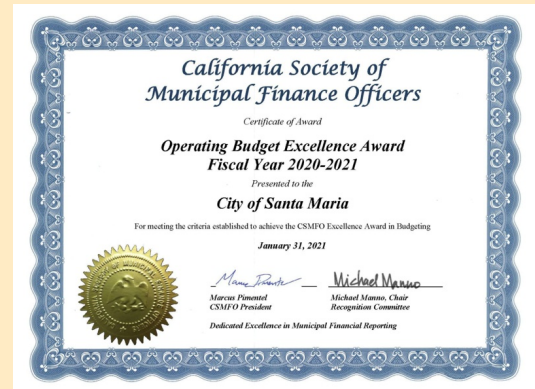 California Society of
Municipal Finance Officers
Certificate of Award
Operating Budget Excellence Award
Fiscal Year 2020-2021
Presented to the
City of Santa Maria
For meeting the criteria established to achieve the CSMFO Excellence Award in Budgeting
January 31, 2021
Marcus Pimentel
CSMFO President
Michael Manno, Chair
Recognition Committee
Dedicated Excellence in Municipal Financial Reporting